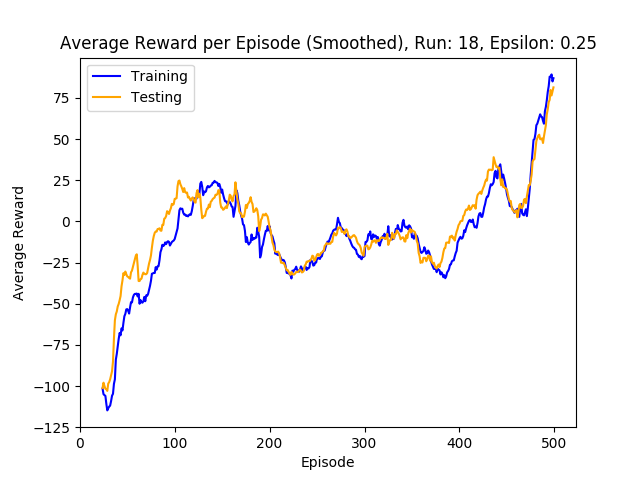 Average Reward per Episode (Smoothed), Run: 18, Epsilon: 0.25
Training
Testing
75
50
25
0
−25
−50
−75
−100
−125
Average Reward
0 100 200 300 400 500
Episode